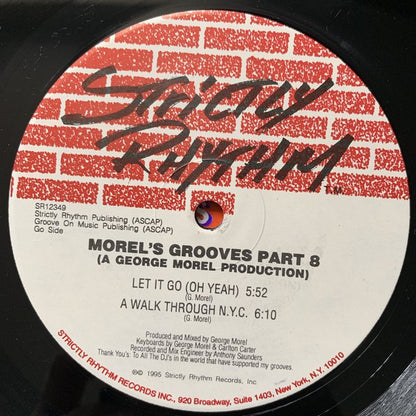 STRICTLY
RHYTHM
T.M.
SR12349
Strictly Rhythm Publishing (ASCAP)
Groove On Music Publishing (ASCAP)
Go Side
MOREL'S GROOVES PART 8
(A GEORGE MOREL PRODUCTION)
LET IT GO (OH YEAH) 5:52
(G. Morel)
A WALK THROUGH N.Y.C. 6:10
(G. Morel)
Produced and Mixed by George Morel
Keyboards by George Morel and Carlton Carter
Recorded and Mix Engineer by Anthony Saunders
Thank You's: To All The DJ's in the world that have supported my grooves.
℗© 1995 Strictly Rhythm Records, Inc.
STRICTLY RHYTHM RECORDS INC., 920 Broadway, Suite 1403, New York, N.Y. 10010